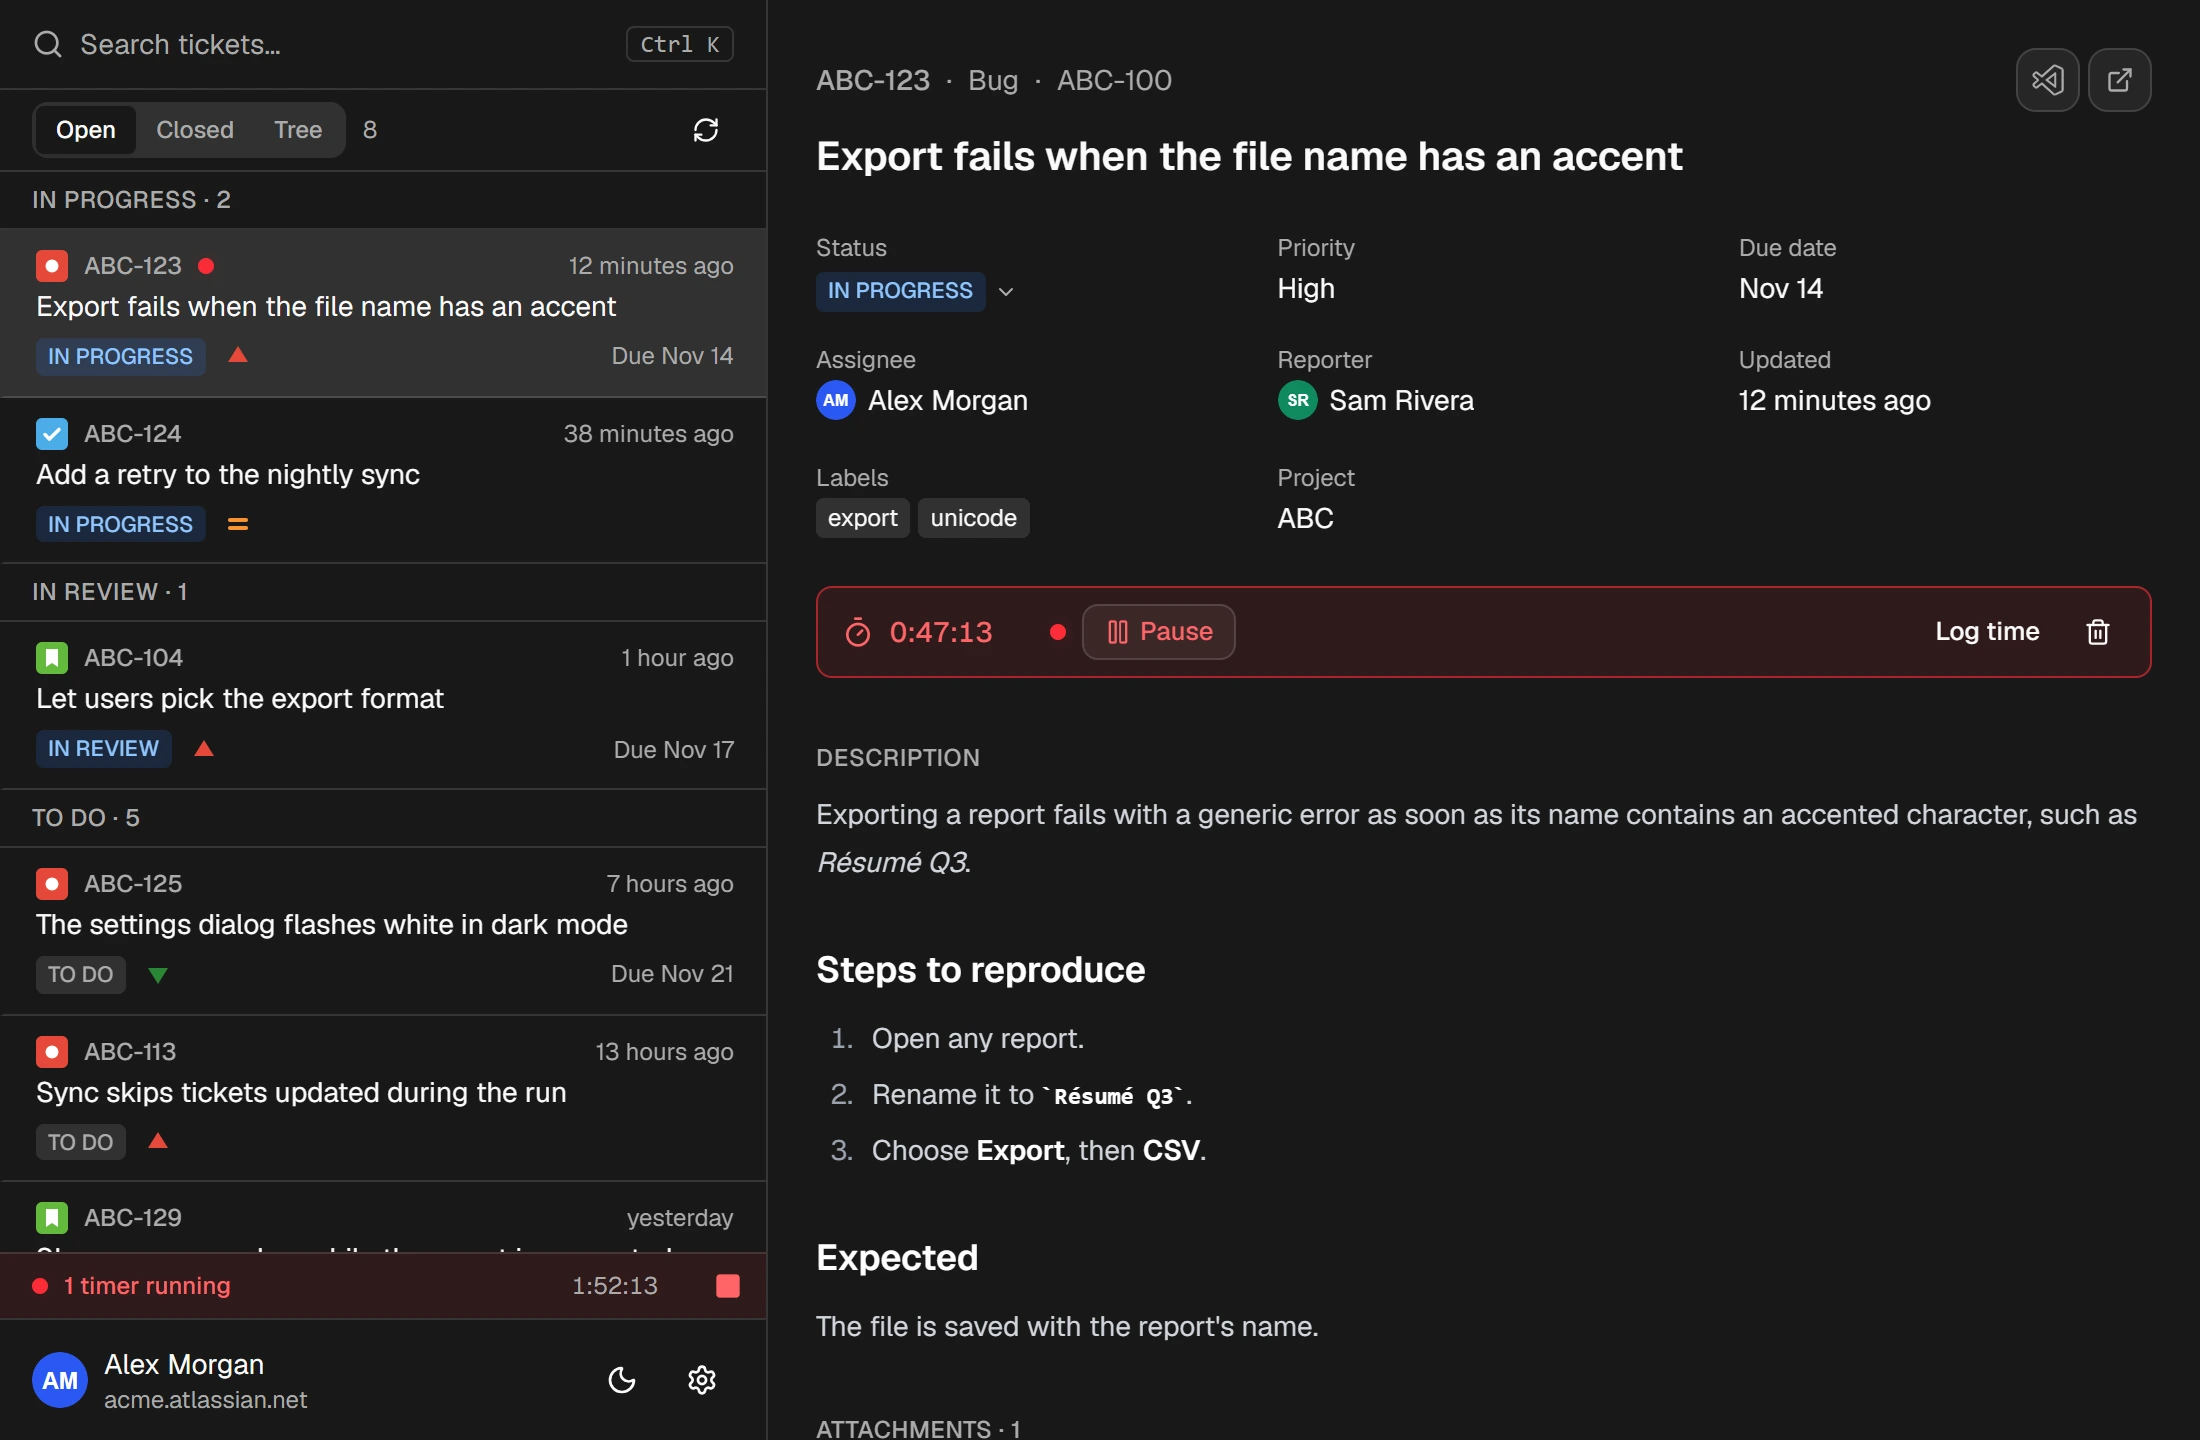 Search tickets...
Ctrl K
Open Closed Tree 8
IN PROGRESS · 2
ABC-123 12 minutes ago
Export fails when the file name has an accent
IN PROGRESS Due Nov 14
ABC-124 38 minutes ago
Add a retry to the nightly sync
IN PROGRESS
IN REVIEW · 1
ABC-104 1 hour ago
Let users pick the export format
IN REVIEW Due Nov 17
TO DO · 5
ABC-125 7 hours ago
The settings dialog flashes white in dark mode
TO DO Due Nov 21
ABC-113 13 hours ago
Sync skips tickets updated during the run
TO DO
ABC-129 yesterday
1 timer running 1:52:13
AM Alex Morgan
acme.atlassian.net
ABC-123 · Bug · ABC-100
Export fails when the file name has an accent
Status Priority Due date
IN PROGRESS High Nov 14
Assignee Reporter Updated
AM Alex Morgan SR Sam Rivera 12 minutes ago
Labels Project
export unicode ABC
0:47:13 Pause Log time
DESCRIPTION
Exporting a report fails with a generic error as soon as its name contains an accented character, such as
Résumé Q3.
Steps to reproduce
1. Open any report.
2. Rename it to `Résumé Q3`.
3. Choose Export, then CSV.
Expected
The file is saved with the report's name.
ATTACHMENTS · 1